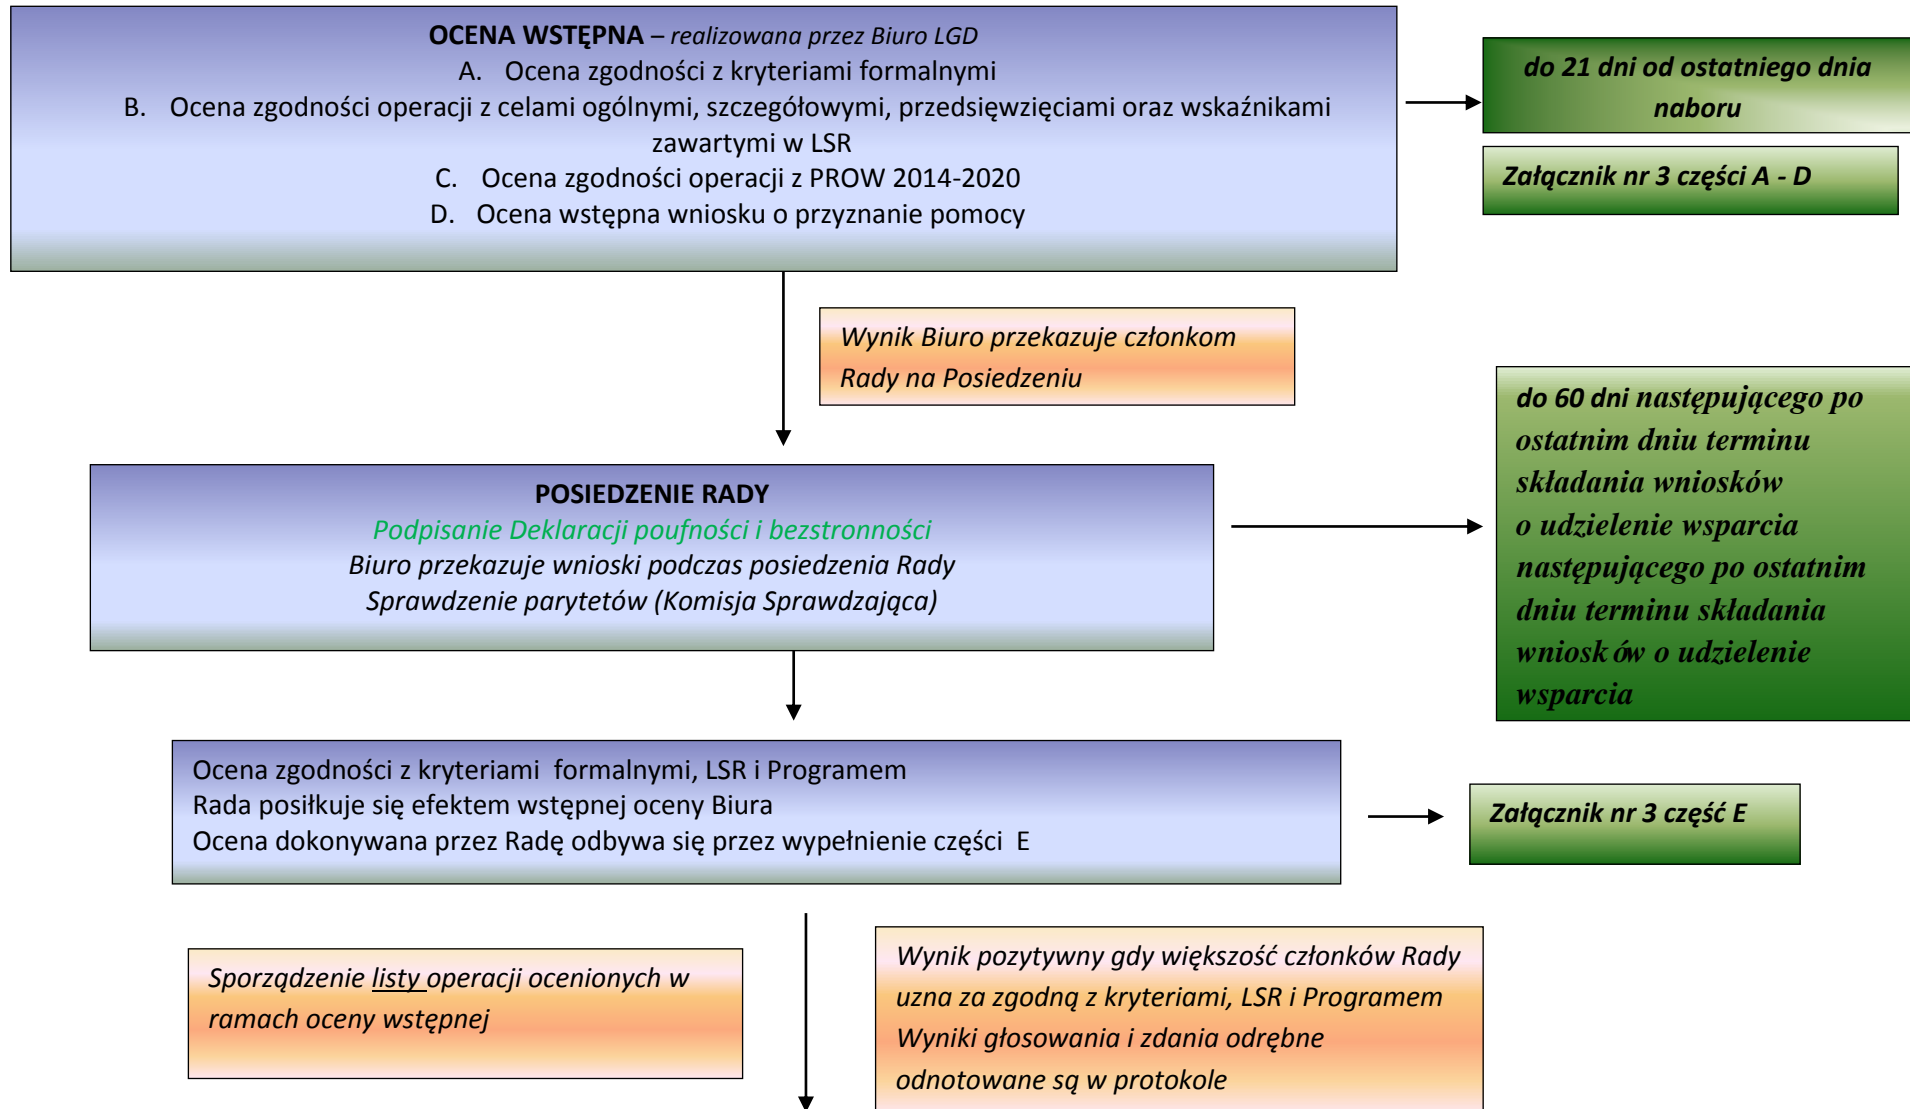 OCENA WSTĘPNA – realizowana przez Biuro LGD
A. Ocena zgodności z kryteriami formalnymi
B. Ocena zgodności operacji z celami ogólnymi, szczegółowymi, przedsięwzięciami oraz wskaźnikami
zawartymi w LSR
C. Ocena zgodności operacji z PROW 2014-2020
D. Ocena wstępna wniosku o przyznanie pomocy
do 21 dni od ostatniego dnia
naboru
Załącznik nr 3 części A - D
Wynik Biuro przekazuje członkom
Rady na Posiedzeniu
POSIEDZENIE RADY
Podpisanie Deklaracji poufności i bezstronności
Biuro przekazuje wnioski podczas posiedzenia Rady
Sprawdzenie parytetów (Komisja Sprawdzająca)
do 60 dni następującego po
ostatnim dniu terminu
składania wniosków
o udzielenie wsparcia
następującego po ostatnim
dniu terminu składania
wniosków o udzielenie
wsparcia
Ocena zgodności z kryteriami formalnymi, LSR i Programem
Rada posiłkuje się efektem wstępnej oceny Biura
Ocena dokonywana przez Radę odbywa się przez wypełnienie części E
Załącznik nr 3 część E
Sporządzenie listy operacji ocenionych w
ramach oceny wstępnej
Wynik pozytywny gdy większość członków Rady
uzna za zgodną z kryteriami, LSR i Programem
Wyniki głosowania i zdania odrębne
odnotowane są w protokole